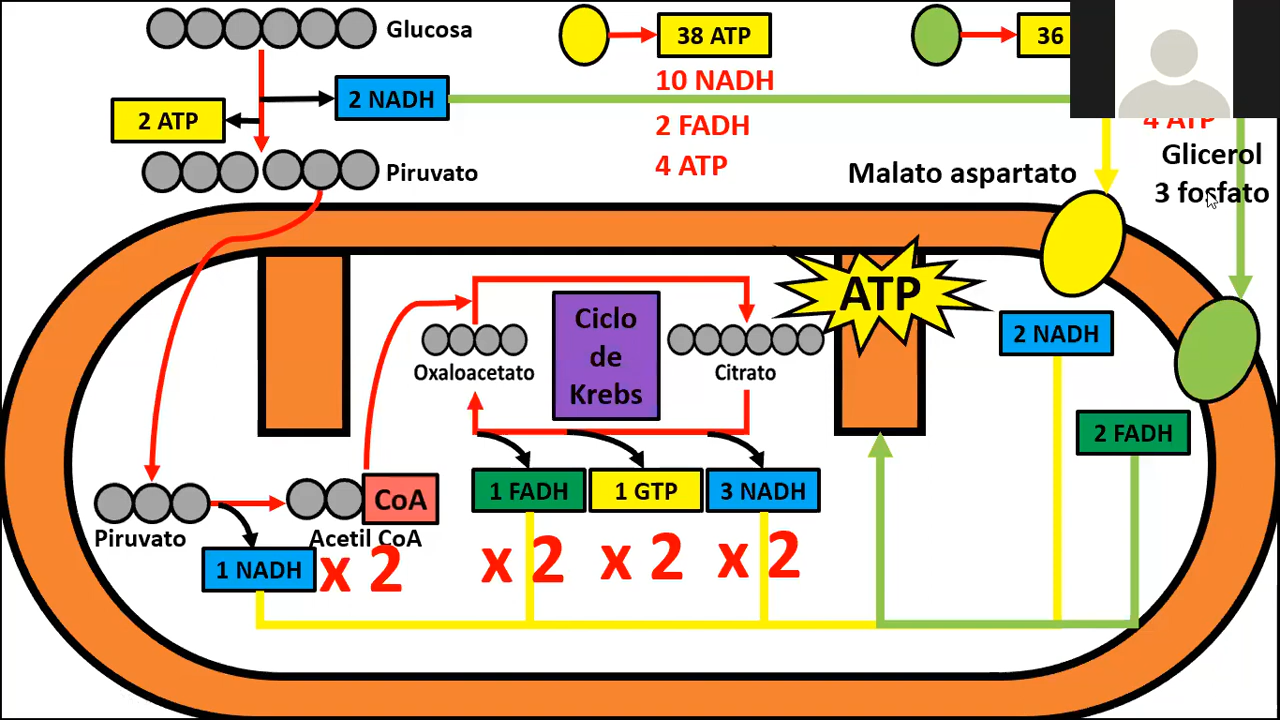 Glucosa
38 ATP
36
2 NADH
10 NADH
2 ATP
2 FADH
4 ATP
4 ATP
Glicerol
3 fosfato
Piruvato
Malato aspartato
ATP
Ciclo
de
Krebs
2 NADH
Oxaloacetato
Citrato
2 FADH
1 FADH
1 GTP
3 NADH
CoA
Piruvato
Acetil CoA
1 NADH
x 2
x 2
x 2
x 2